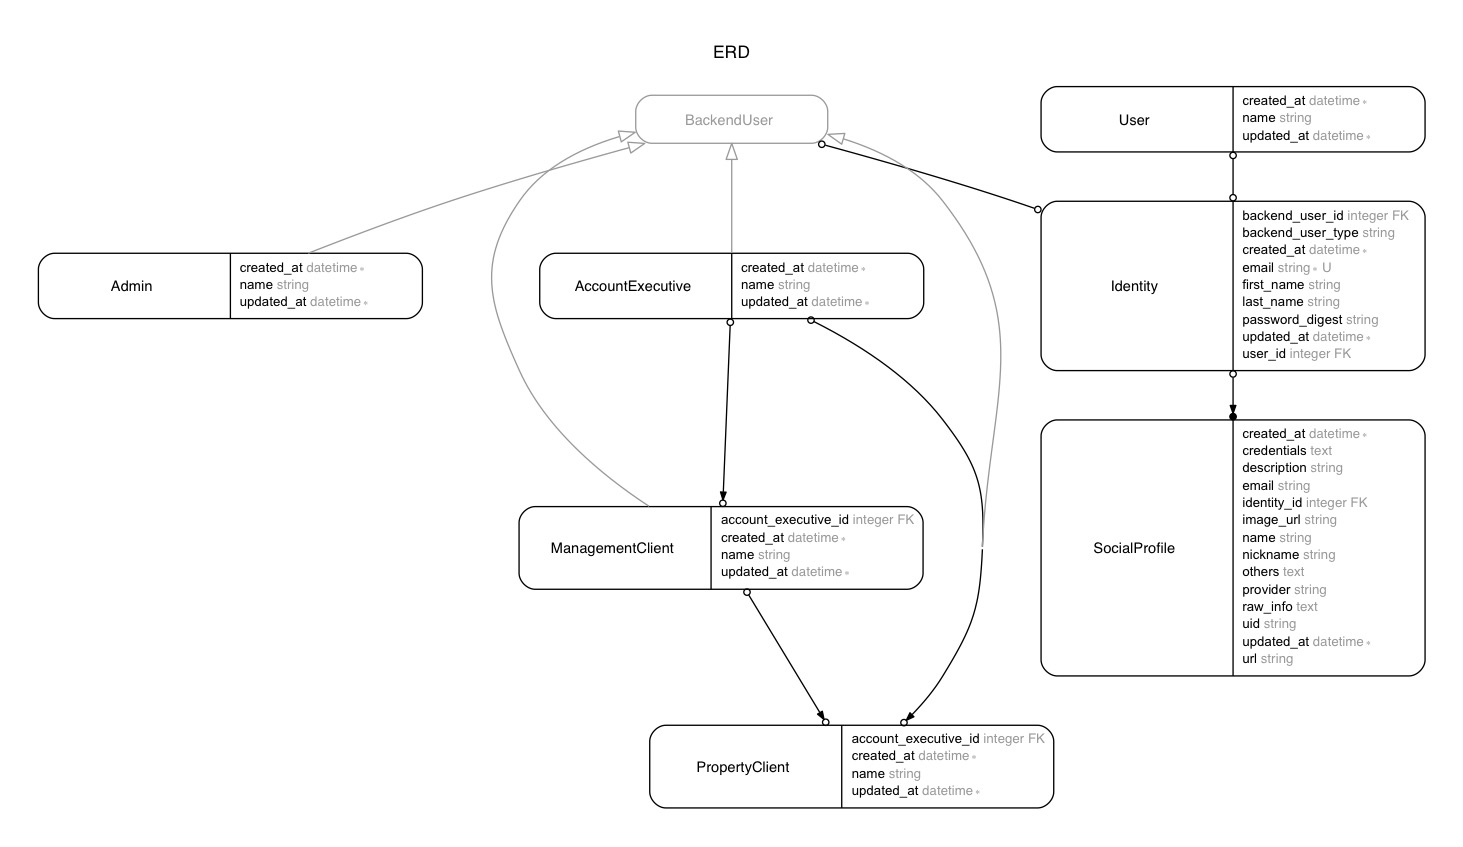 ERD
BackendUser
User
created_at datetime *
name string
updated_at datetime *
Admin
created_at datetime *
name string
updated_at datetime *
AccountExecutive
created_at datetime *
name string
updated_at datetime *
Identity
backend_user_id integer FK
backend_user_type string
created_at datetime *
email string * U
first_name string
last_name string
password_digest string
updated_at datetime *
user_id integer FK
ManagementClient
account_executive_id integer FK
created_at datetime *
name string
updated_at datetime *
SocialProfile
created_at datetime *
credentials text
description string
email string
identity_id integer FK
image_url string
name string
nickname string
others text
provider string
raw_info text
uid string
updated_at datetime *
url string
PropertyClient
account_executive_id integer FK
created_at datetime *
name string
updated_at datetime *